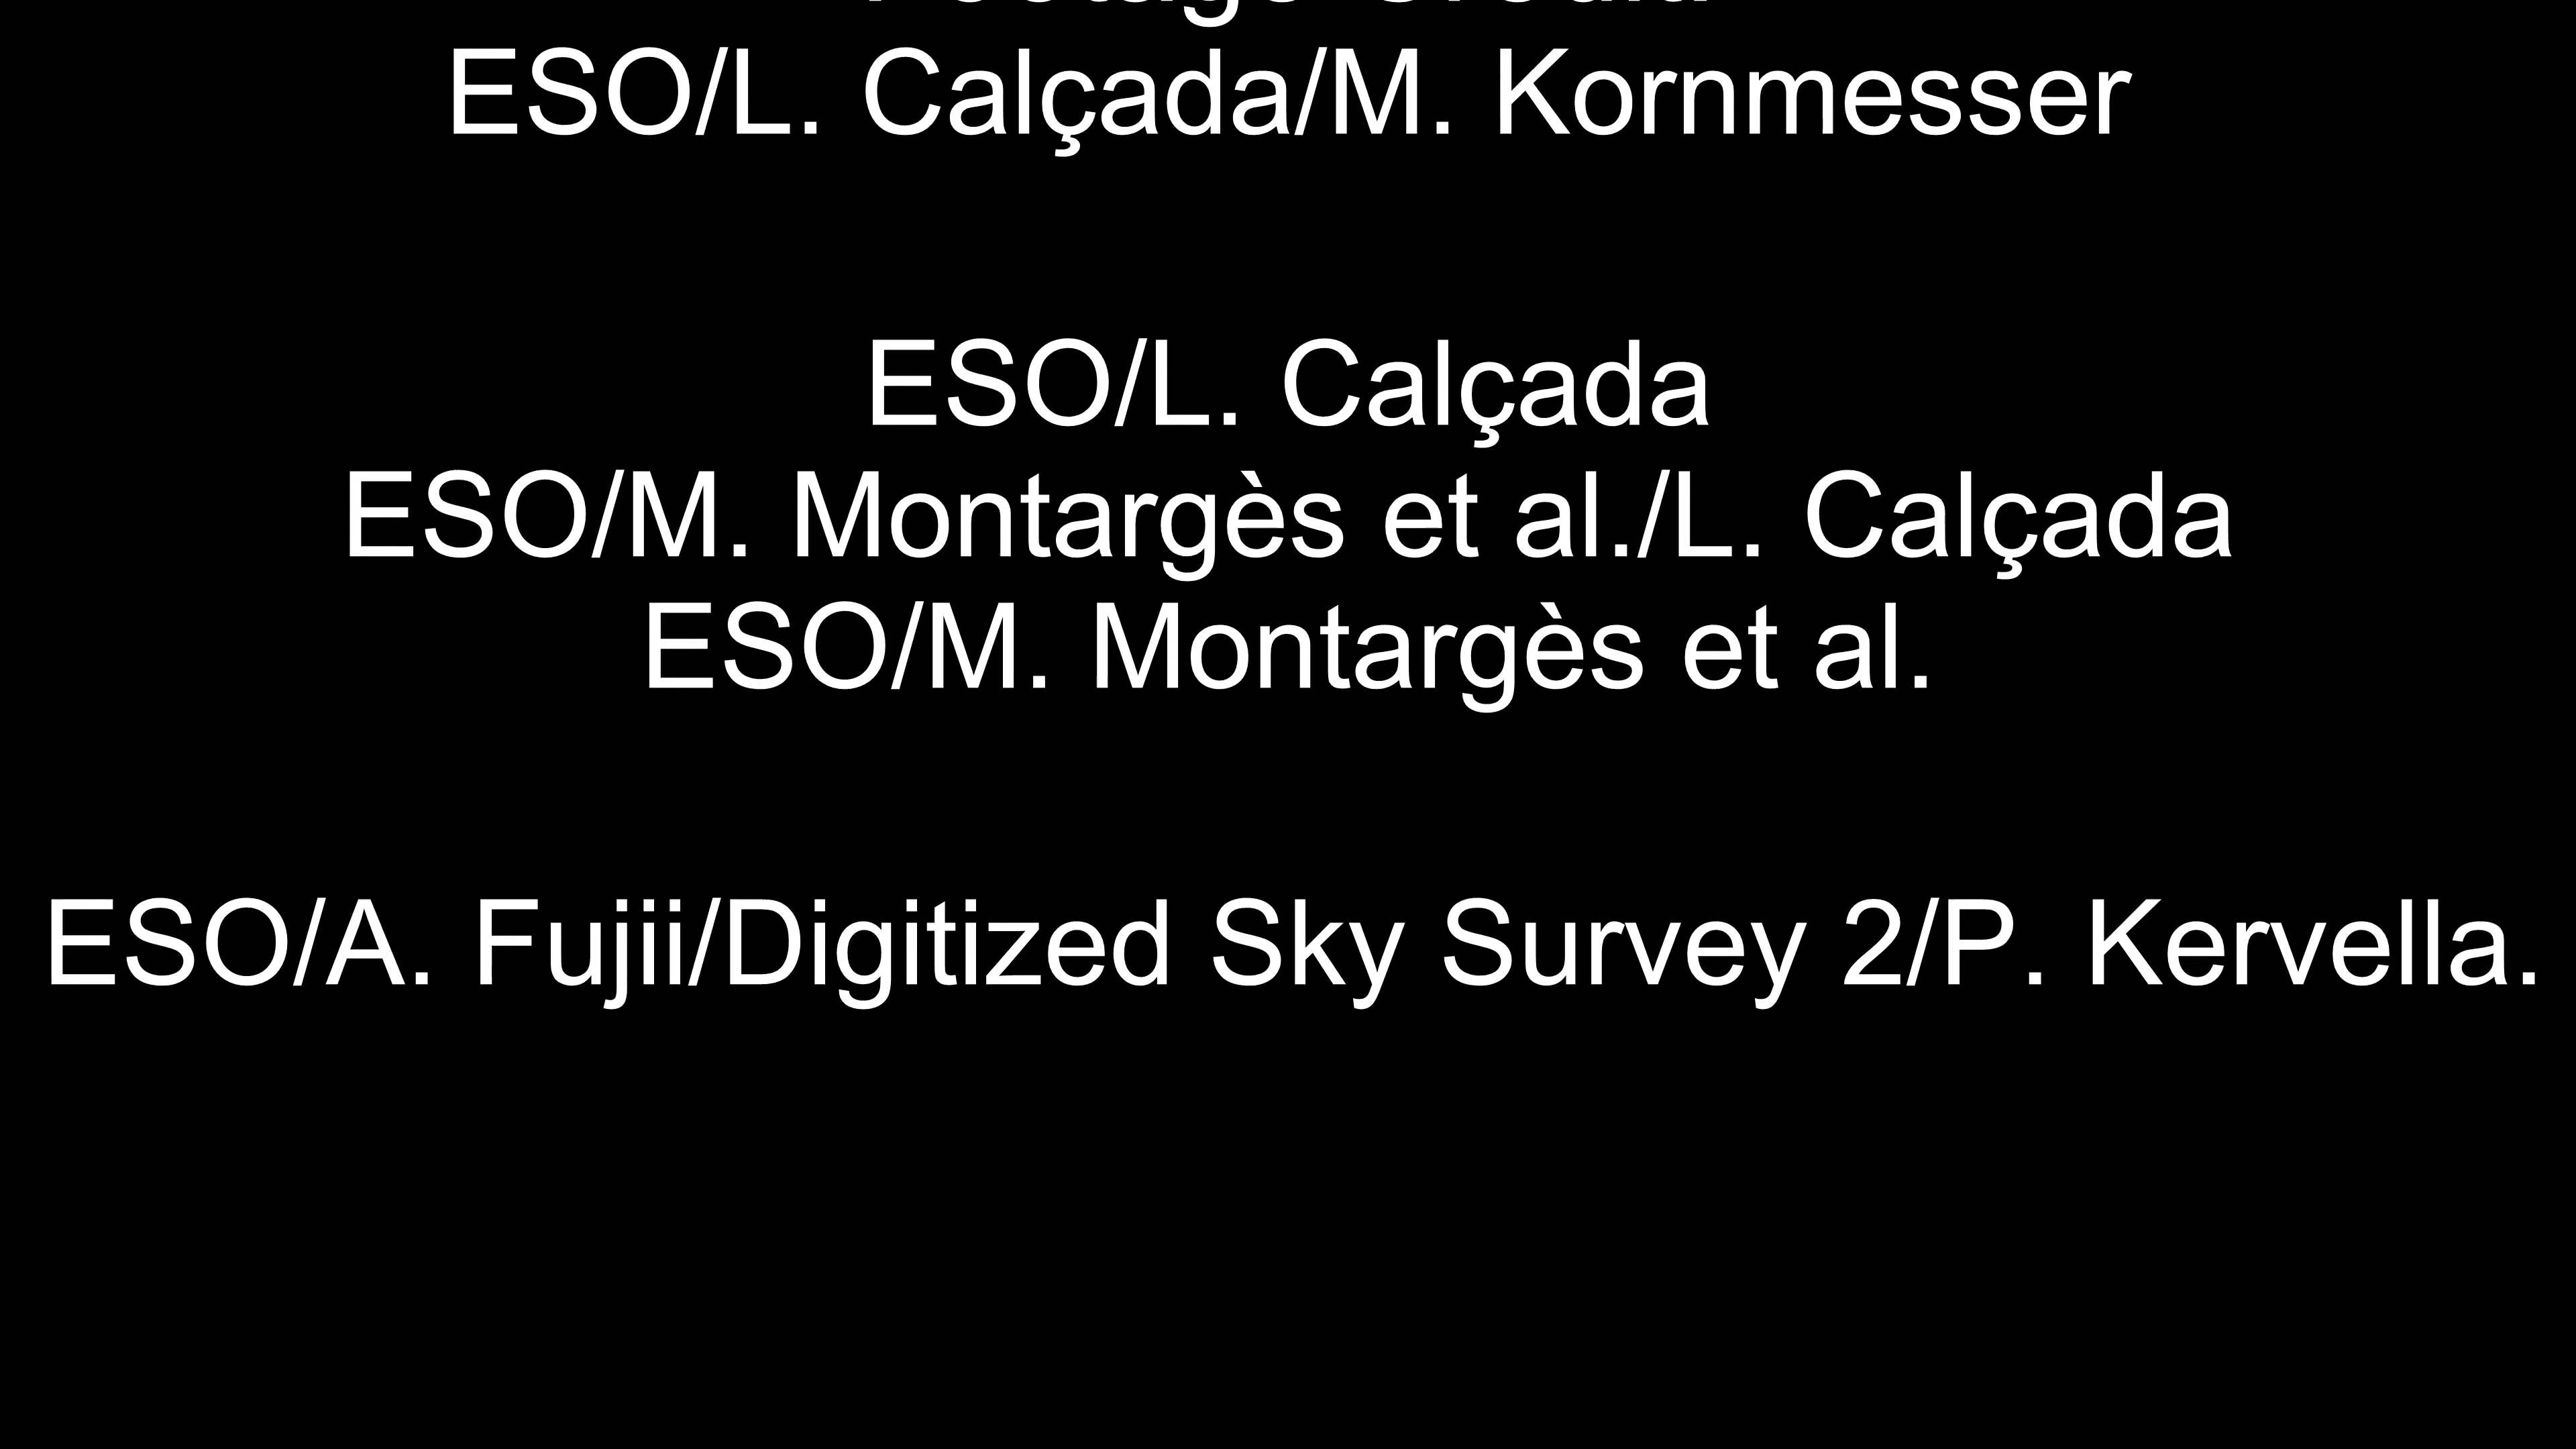 ESO/L. Calçada/M. Kornmesser
ESO/L. Calçada
ESO/M. Montargès et al./L. Calçada
ESO/M. Montargès et al.
ESO/A. Fujii/Digitized Sky Survey 2/P. Kervella.